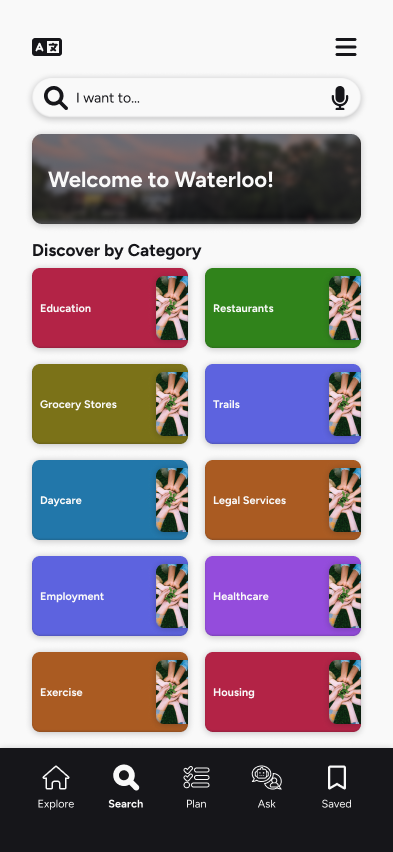 A
I want to...
Welcome to Waterloo!
Discover by Category
Education
Restaurants
Grocery Stores
Trails
Daycare
Legal Services
Employment
Healthcare
Exercise
Housing
Explore
Search
Plan
Ask
Saved